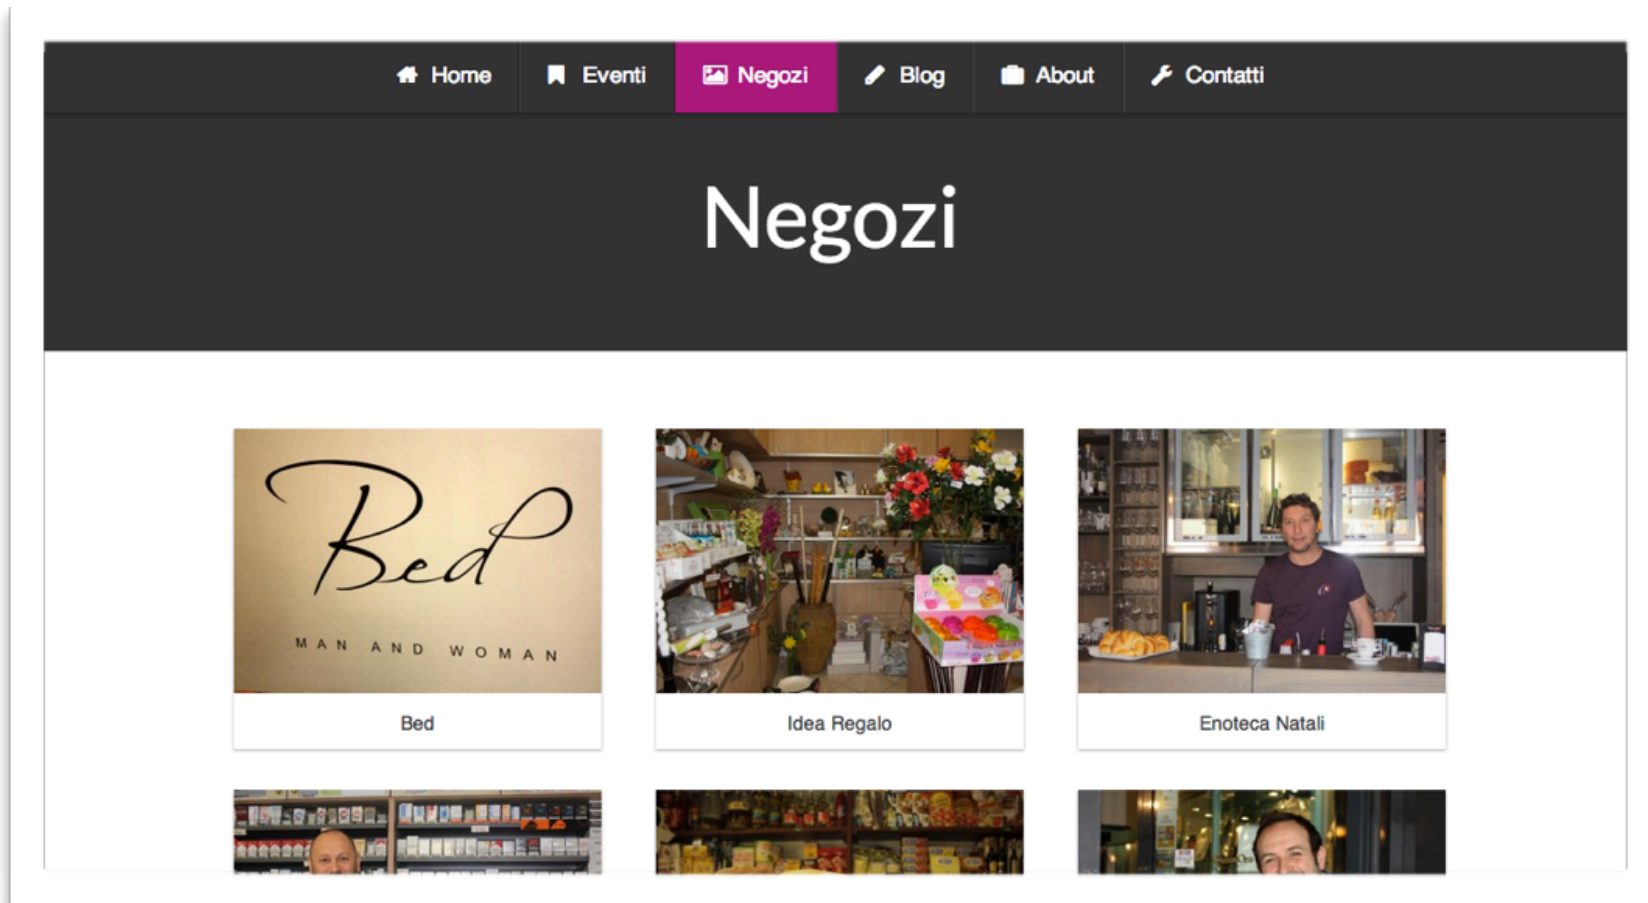 Home Eventi Negozi Blog About Contatti
Negozi
Bed
MAN AND WOMAN
Bed Idea Regalo Enoteca Natali